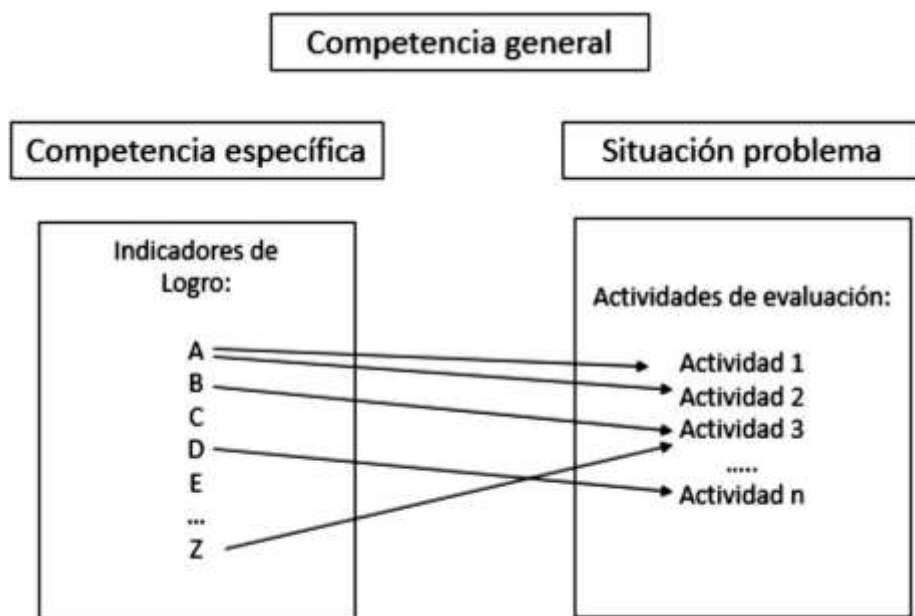 Competencia general
Competencia específica
Situación problema
Indicadores de
Logro:
A
B
C
D
E
...
Z
Actividades de evaluación:
Actividad 1
Actividad 2
Actividad 3
.....
Actividad n